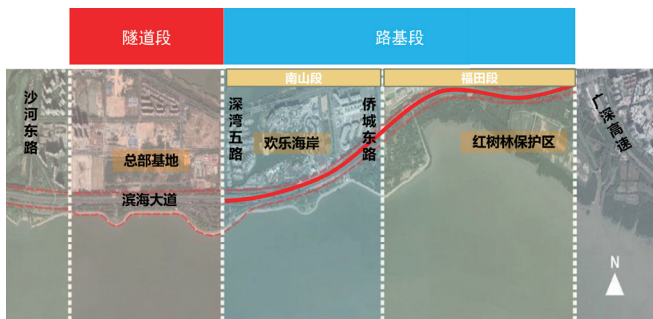 隧道段
路基段
南山段
福田段
沙河东路
深湾五路
侨城东路
广深高速
欢乐海岸
红树林保护区
总部基地
滨海大道
N